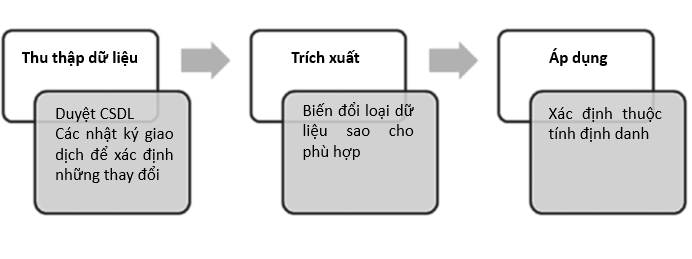 Thu thập dữ liệu
Trích xuất
Áp dụng
Duyệt CSDL
Các nhật ký giao
dịch để xác định
những thay đổi
Biến đổi loại dữ
liệu sao cho
phù hợp
Xác định thuộc
tính định danh